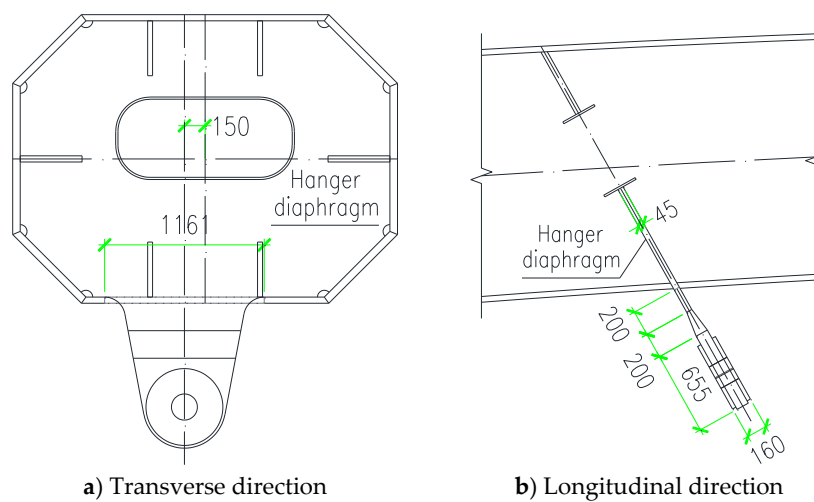 150
Hanger
diaphragm
1161
a) Transverse direction
45
Hanger
diaphragm
200
200
655
160
b) Longitudinal direction